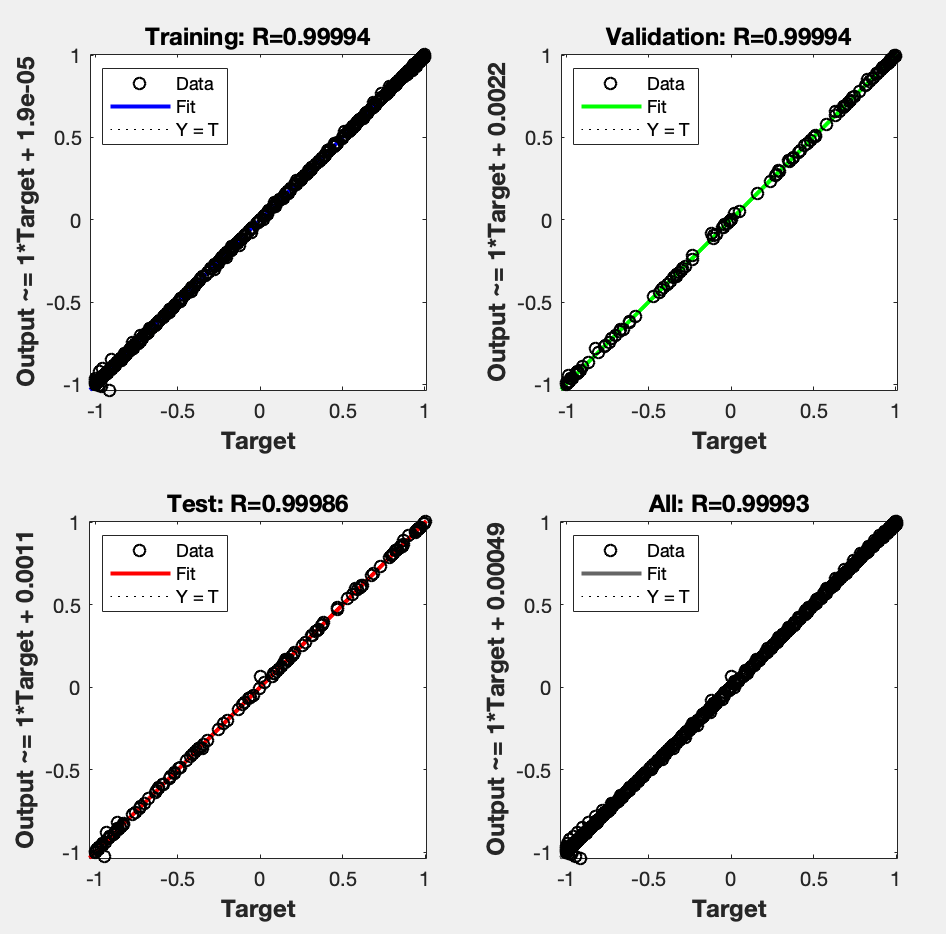 Training: R=0.99994
Output ~= 1*Target + 1.9e-05
1
0.5
0
-0.5
-1
Data
Fit
Y = T
-1 -0.5 0 0.5 1
Target
Validation: R=0.99994
Output ~= 1*Target + 0.0022
1
0.5
0
-0.5
-1
Data
Fit
Y = T
-1 -0.5 0 0.5 1
Target
Test: R=0.99986
Output ~= 1*Target + 0.0011
1
0.5
0
-0.5
-1
Data
Fit
Y = T
-1 -0.5 0 0.5 1
Target
All: R=0.99993
Output ~= 1*Target + 0.00049
1
0.5
0
-0.5
-1
Data
Fit
Y = T
-1 -0.5 0 0.5 1
Target